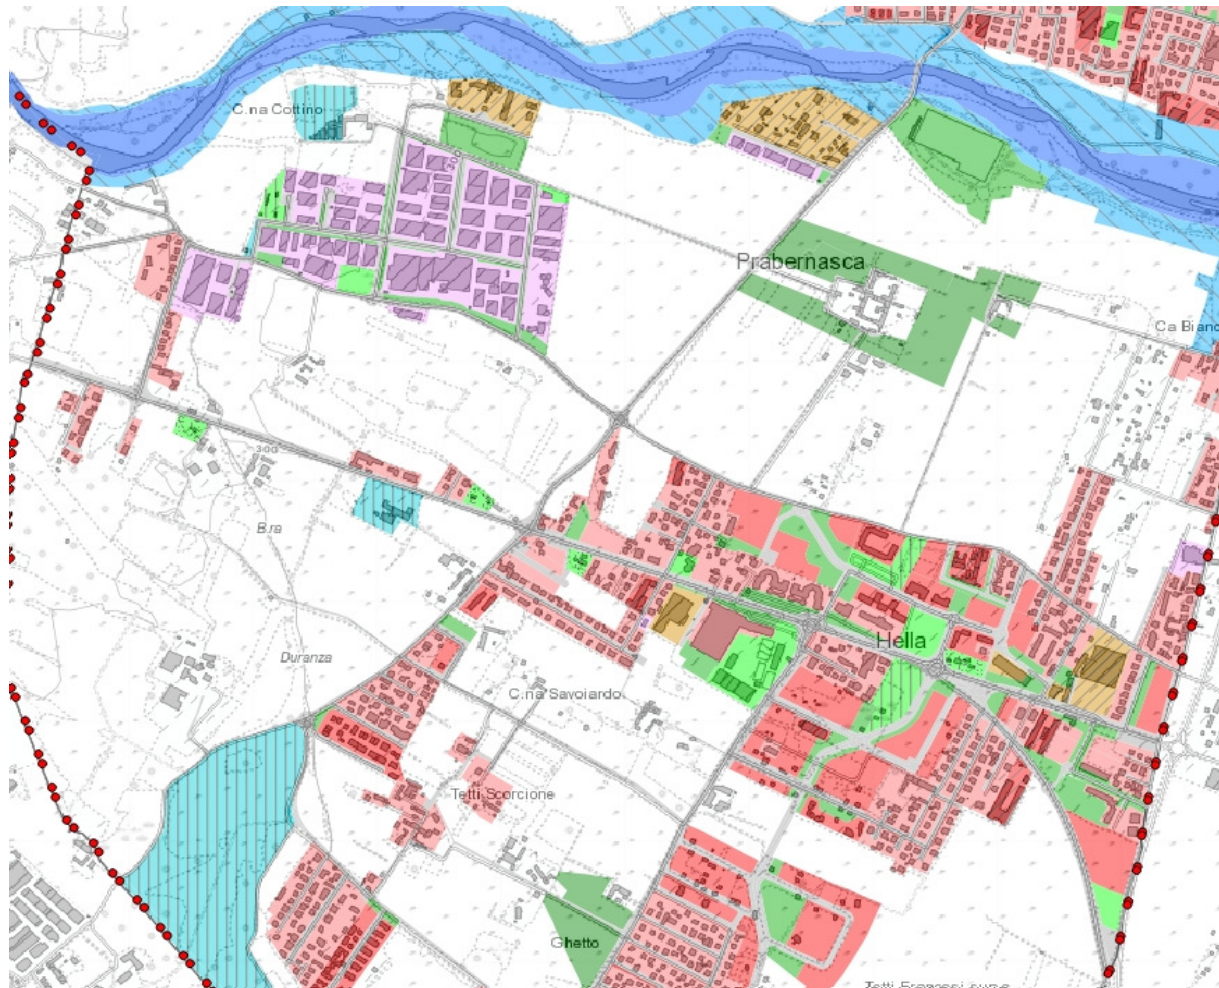 C.na Cottino
Prabernasca
Ca Bianc
300
B.ra
Hella
Duranza
C.na Savoiardo
Tetti Scorcione
Ghetto